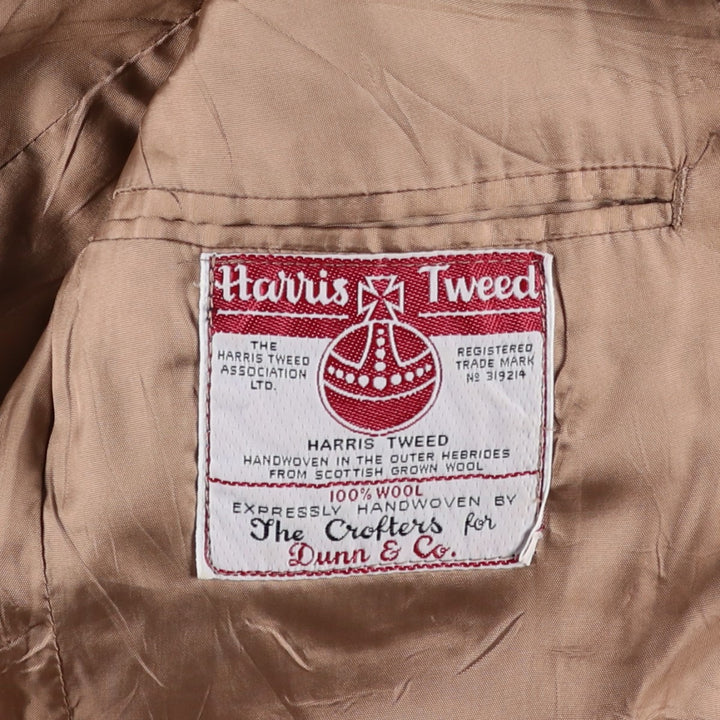 Harris Tweed
THE
HARRIS TWEED
ASSOCIATION
LTD.
REGISTERED
TRADE MARK
No 319214
HARRIS TWEED
HANDWOVEN IN THE OUTER HEBRIDES
FROM SCOTTISH GROWN WOOL
100% WOOL
EXPRESSLY HANDWOVEN BY
The Crofters for
Dunn & Co.